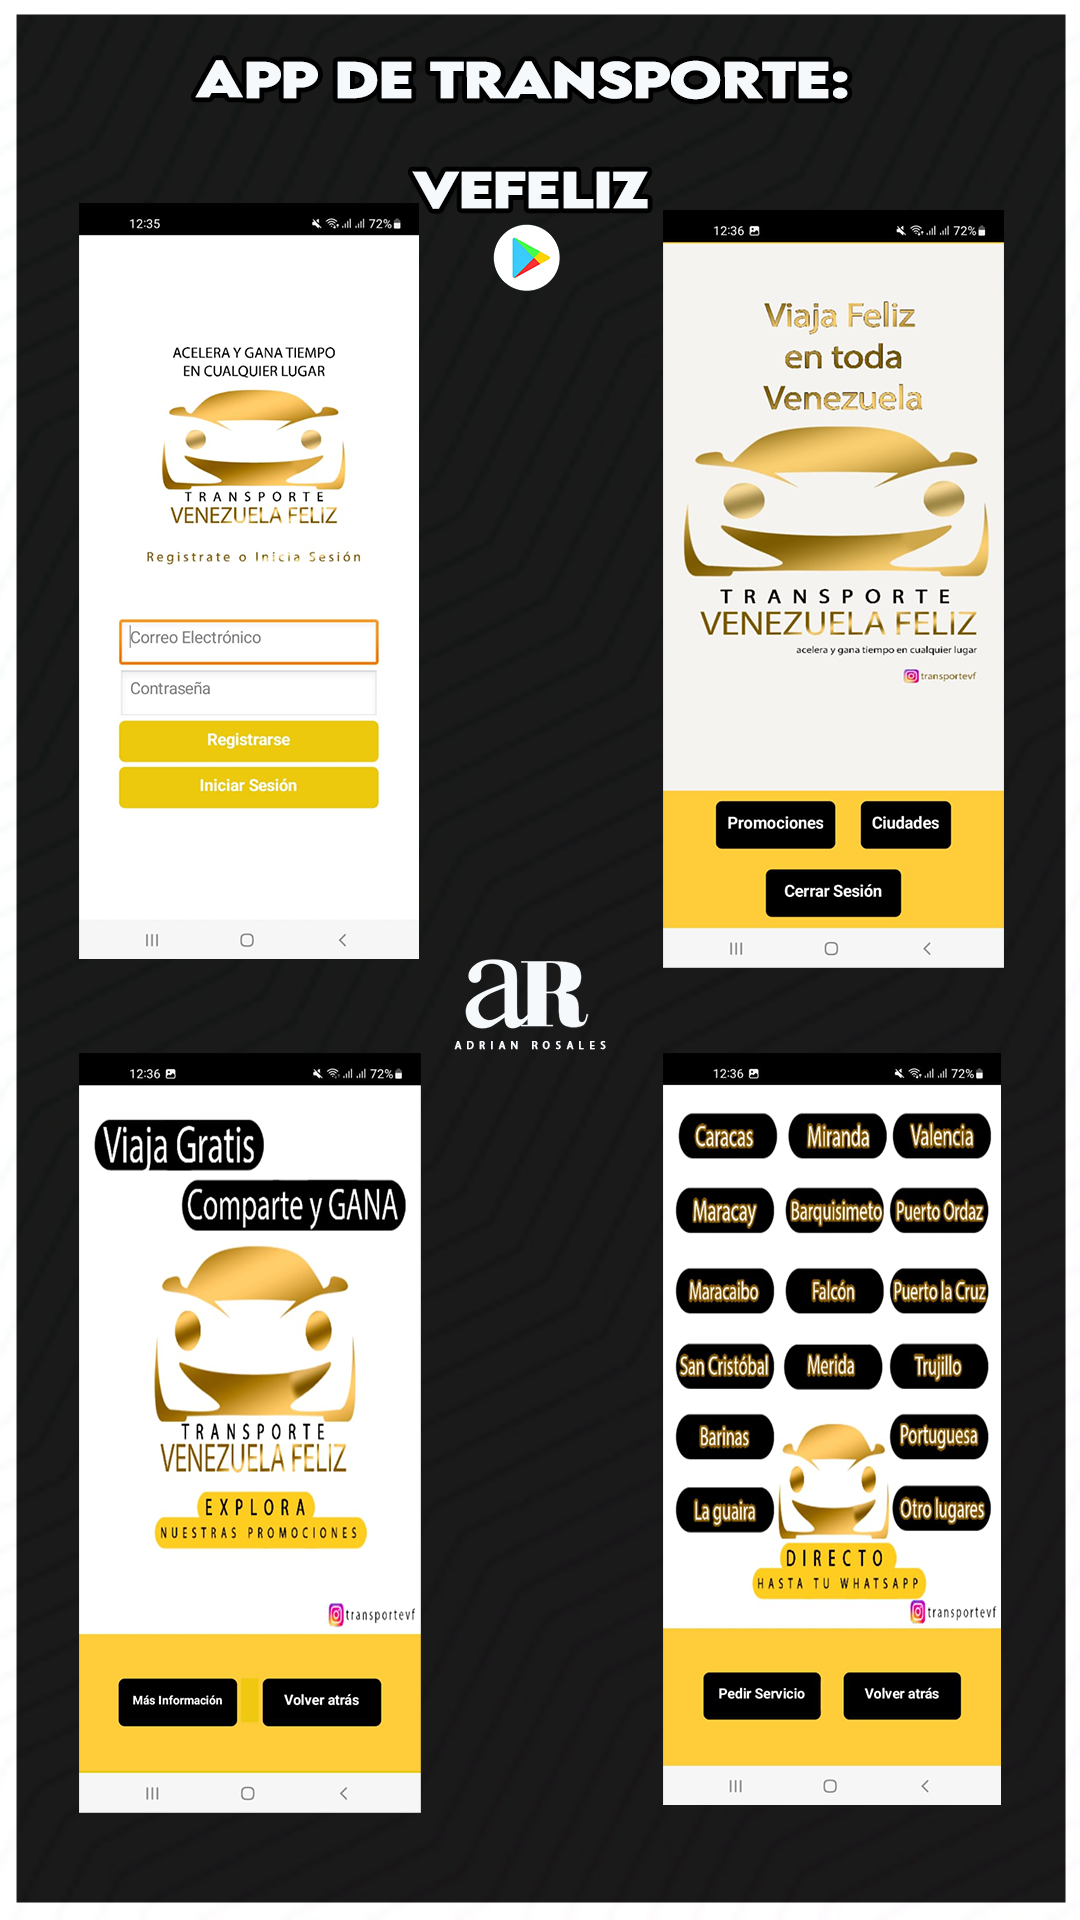 APP DE TRANSPORTE:
VEFELIZ
12:35
72%
ACELERA Y GANA TIEMPO
EN CUALQUIER LUGAR
TRANSPORTE
VENEZUELA FELIZ
Registrate o Inicia Sesión
Correo Electrónico
Contraseña
Registrarse
Iniciar Sesión
12:36
72%
Viaja Feliz
en toda
Venezuela
TRANSPORTE
VENEZUELA FELIZ
acelera y gana tiempo en cualquier lugar
transportevf
Promociones
Ciudades
Cerrar Sesión
aR
ADRIAN ROSALES
12:36
72%
Viaja Gratis
Comparte y GANA
TRANSPORTE
VENEZUELA FELIZ
EXPLORA
NUESTRAS PROMOCIONES
transportevf
Más Información
Volver atrás
12:36
72%
Caracas Miranda Valencia
Maracay Barquisimeto Puerto Ordaz
Maracaibo Falcón Puerto la Cruz
San Cristóbal Merida Trujillo
Barinas Portuguesa
La guaira Otro lugares
DIRECTO
HASTA TU WHATSAPP
transportevf
Pedir Servicio
Volver atrás